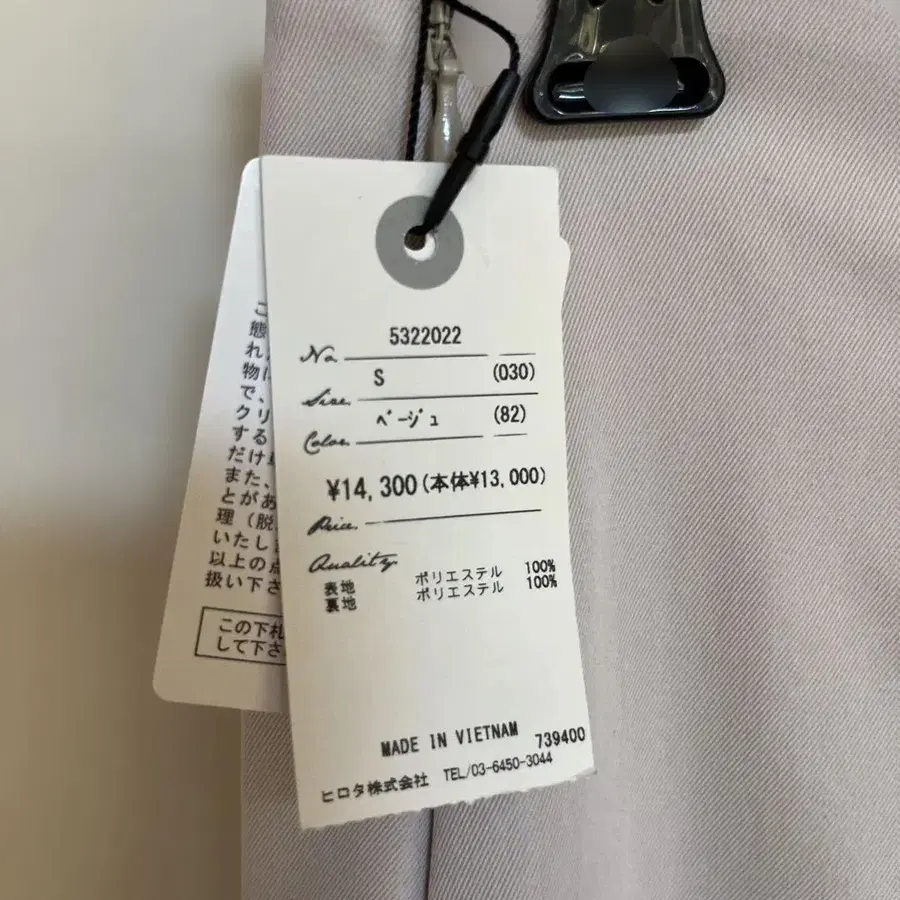 No. 5322022
Size. S (030)
Color. ベージュ (82)
¥14,300(本体¥13,000)
Price.
Quality.
表地 ポリエステル 100%
裏地 ポリエステル 100%
MADE IN VIETNAM 739400
ヒロタ株式会社 TEL/03-6450-3044
こ
態
れ
物
で、
クリ
する
だけ
また、
とがあ
理(脱
いたしま
以上の点
扱い下さ
この下札
して下さ